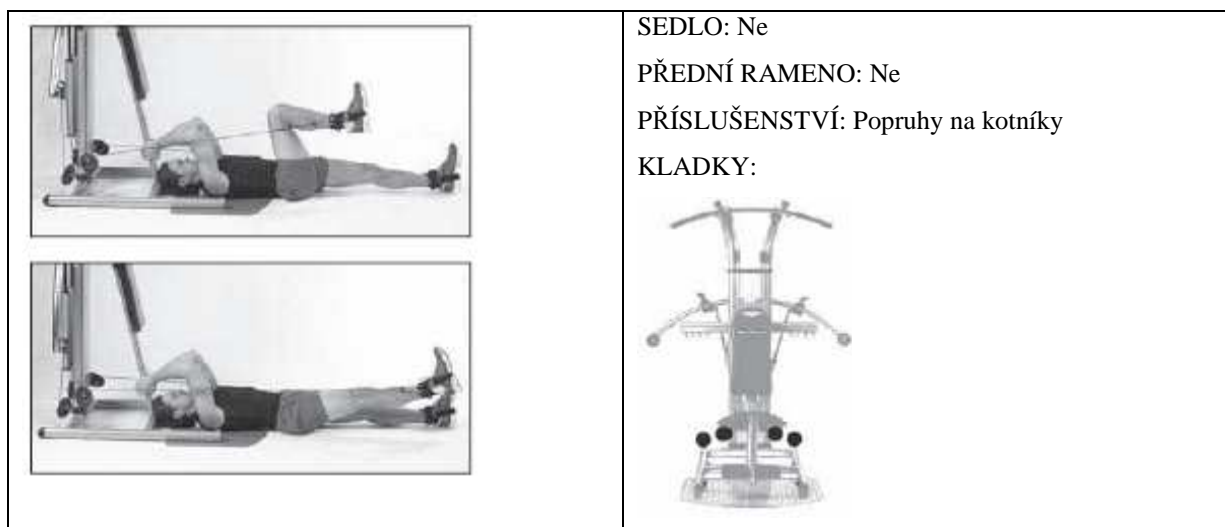 SEDLO: Ne
PŘEDNÍ RAMENO: Ne
PŘÍSLUŠENSTVÍ: Popruhy na kotníky
KLADKY: